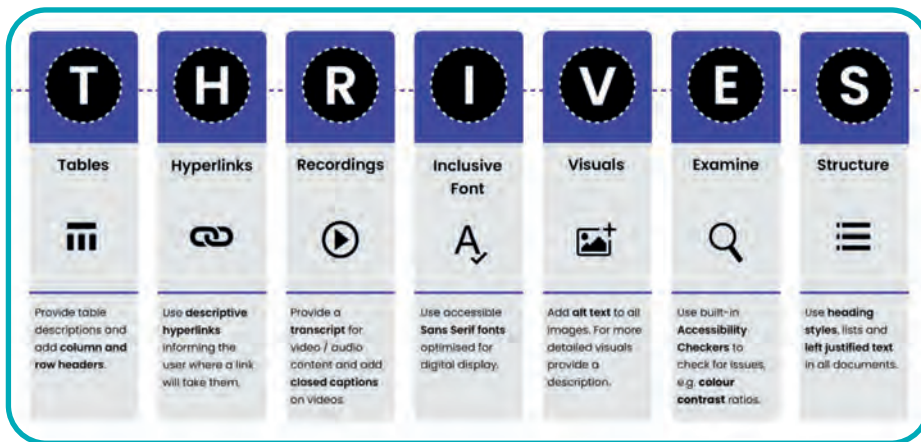 T
Tables
Provide table
descriptions and
add column and
row headers.
H
Hyperlinks
Use descriptive
hyperlinks
informing the
user where a link
will take them.
R
Recordings
Provide a
transcript for
video / audio
content and add
closed captions
on videos.
I
Inclusive
Font
Use accessible
Sans Serif fonts
optimised for
digital display.
V
Visuals
Add alt text to all
images. For more
detailed visuals
provide a
description.
E
Examine
Use built-in
Accessibility
Checkers to
check for issues,
e.g. colour
contrast ratios.
S
Structure
Use heading
styles, lists and
left justified text
in all documents.